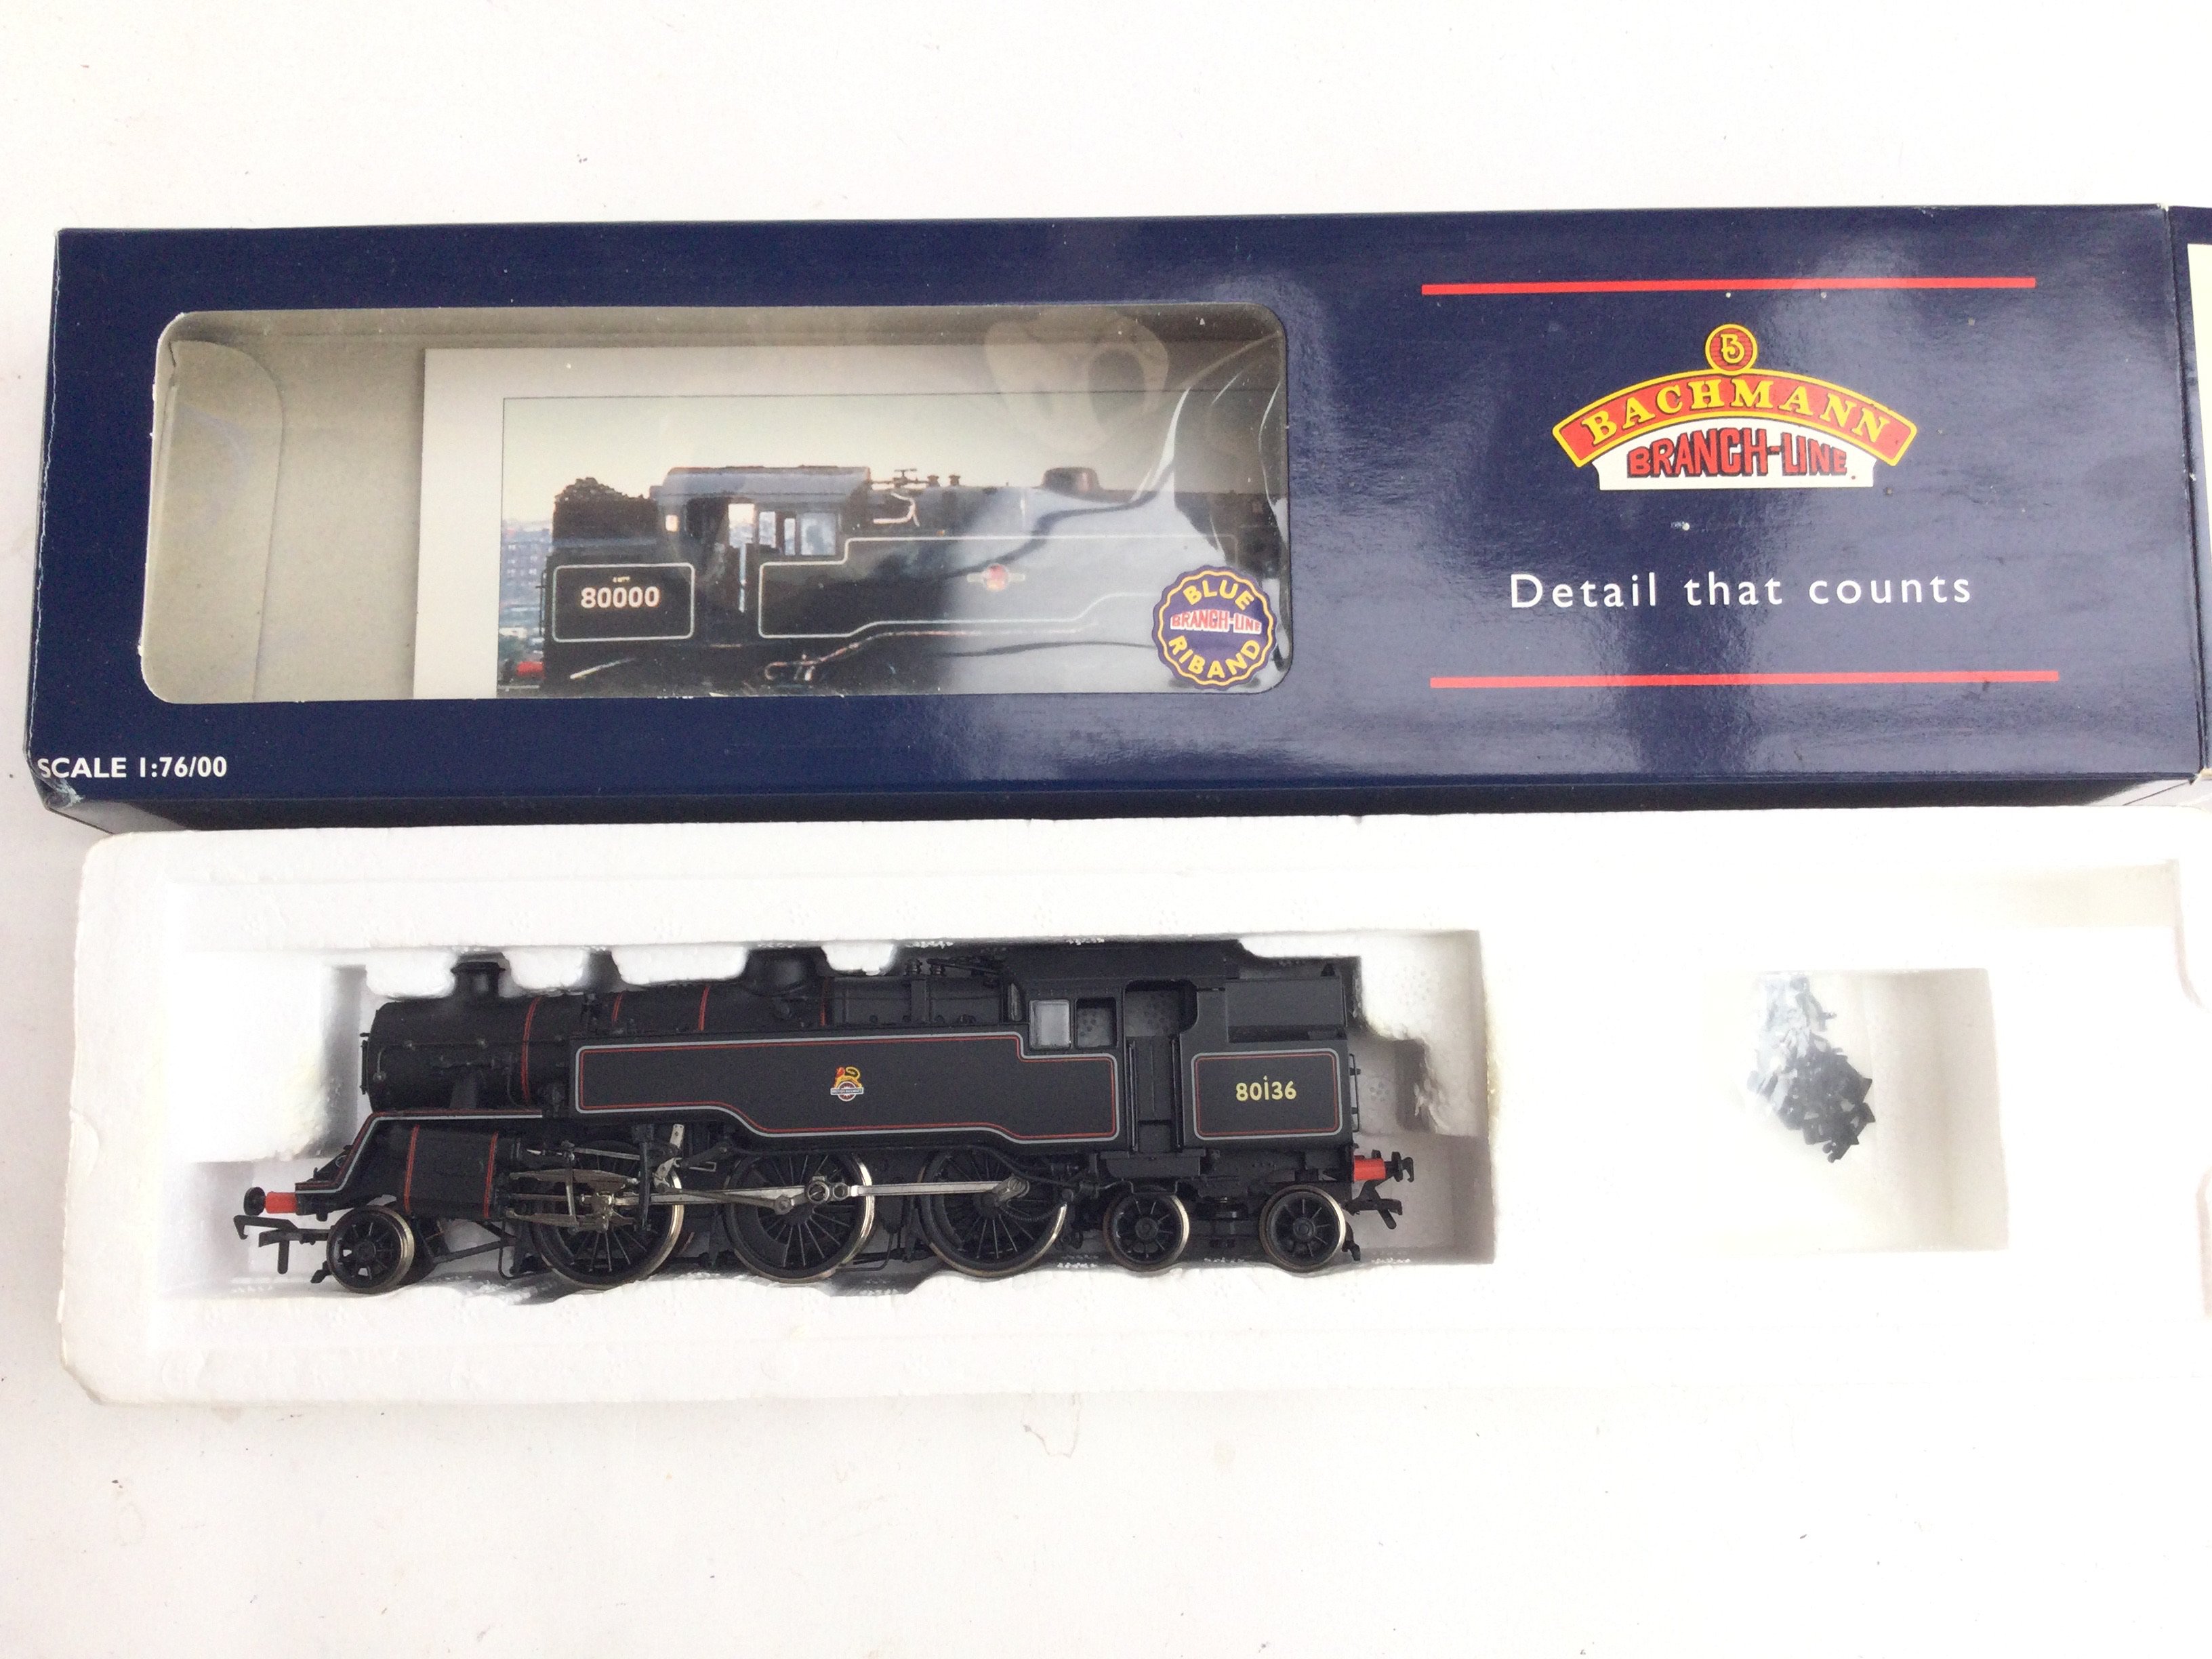 B
BACHMANN
BRANCH-LINE
Detail that counts
80000
BLUE
BRANCH-LINE
RIBAND
SCALE 1:76/00
80136